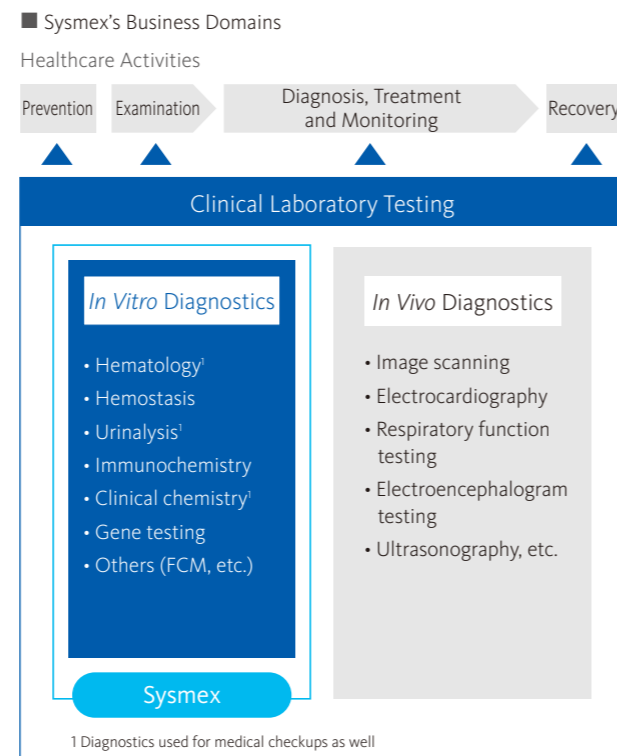 ■ Sysmex's Business Domains
Healthcare Activities
Prevention
Examination
Diagnosis, Treatment
and Monitoring
Recovery
Clinical Laboratory Testing
In Vitro Diagnostics
• Hematology¹
• Hemostasis
• Urinalysis¹
• Immunochemistry
• Clinical chemistry¹
• Gene testing
• Others (FCM, etc.)
Sysmex
In Vivo Diagnostics
• Image scanning
• Electrocardiography
• Respiratory function
testing
• Electroencephalogram
testing
• Ultrasonography, etc.
1 Diagnostics used for medical checkups as well